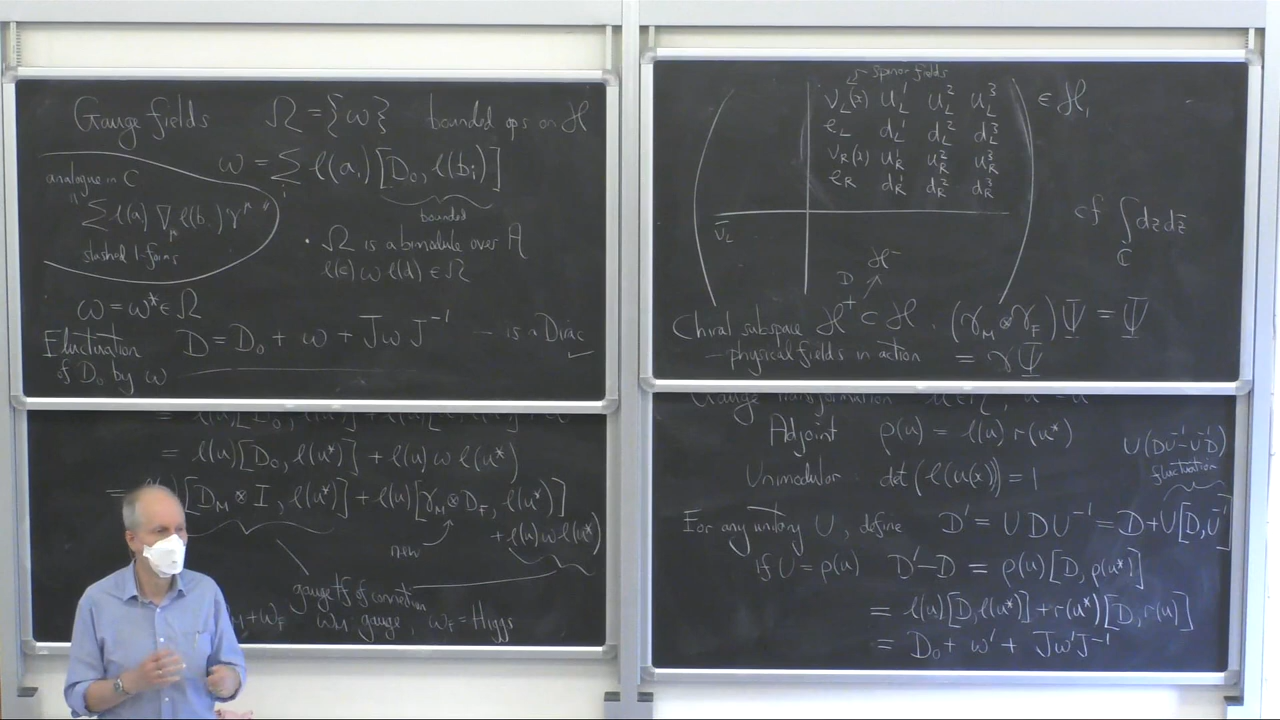 Gauge fields Ω = {ω} bounded ops on ℋ
ω = Σ_i l(a_i) [D_0, l(b_i)]
bounded
analogue in C
"Σ l(a) ∇_μ l(b) γ^μ"
slashed 1-forms
• Ω is a bimodule over A
l(c) ω l(d) ∈ Ω
ω = ω* ∈ Ω
Fluctuation of D_0 by ω
D = D_0 + ω + JωJ^{-1} — is a Dirac ✓
= l(u)[D_0, l(u*)] + l(u) ω l(u*)
= l(u)[D_M ⊗ I, l(u*)] + l(u)[γ_M ⊗ D_F, l(u*)]
+ l(u) ω l(u*)
new
gauge tf of connection
+ω_F
ω_M gauge, ω_F = Higgs
spinor fields
ν_L(x) u_L^1 u_L^2 u_L^3
e_L d_L^1 d_L^2 d_L^3
ν_R(x) u_R^1 u_R^2 u_R^3
e_R d_R^1 d_R^2 d_R^3
∈ ℋ_1
ν̄_L
cf ∫_C dz dz̄
D ℋ^-
Chiral subspace ℋ^+ ⊂ ℋ. (γ_M ⊗ γ_F) Ψ = Ψ
— physical fields in action = γΨ
Gauge transformation
Adjoint ρ(u) = l(u) r(u*)
Unimodular det(l(u(x))) = 1
U(DU^{-1} - U^{-1}D)
fluctuation
For any unitary U, define D' = UDU^{-1} = D + U[D, U^{-1}]
if U = ρ(u) D' - D = ρ(u)[D, ρ(u*)]
= l(u)[D, l(u*)] + r(u*)[D, r(u)]
= D_0 + ω' + Jω'J^{-1}